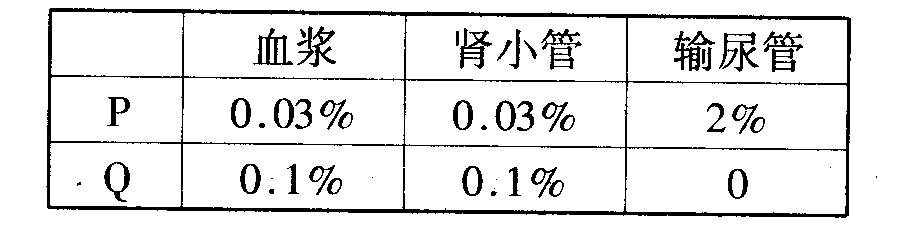 血浆 肾小管 输尿管
P 0.03% 0.03% 2%
Q 0.1% 0.1% 0